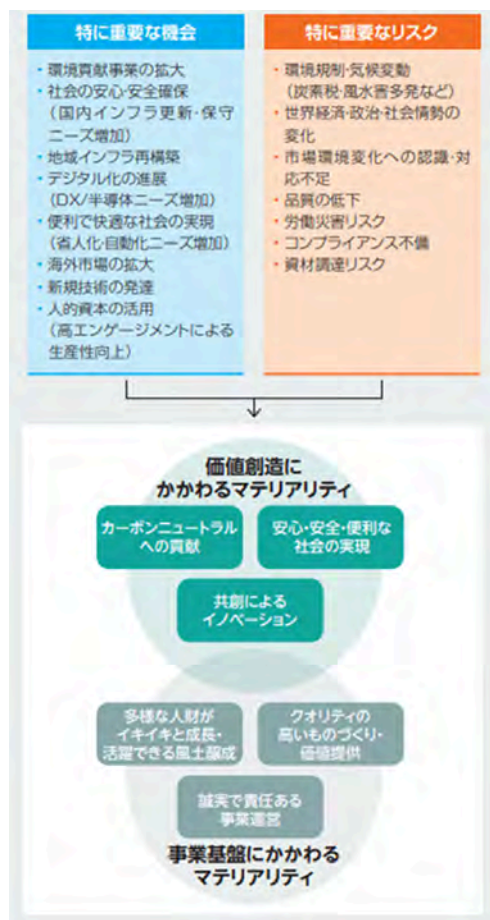 特に重要な機会
・環境貢献事業の拡大
・社会の安心・安全確保
（国内インフラ更新・保守
ニーズ増加）
・地域インフラ再構築
・デジタル化の進展
（DX/半導体ニーズ増加）
・便利で快適な社会の実現
（省人化・自動化ニーズ増加）
・海外市場の拡大
・新規技術の発達
・人的資本の活用
（高エンゲージメントによる
生産性向上）
特に重要なリスク
・環境規制・気候変動
（炭素税・風水害多発など）
・世界経済・政治・社会情勢の
変化
・市場環境変化への認識・対
応不足
・品質の低下
・労働災害リスク
・コンプライアンス不備
・資材調達リスク
価値創造に
かかわるマテリアリティ
カーボンニュートラル
への貢献
安心・安全・便利な
社会の実現
共創による
イノベーション
多様な人財が
イキイキと成長・
活躍できる風土醸成
クオリティの
高いものづくり・
価値提供
誠実で責任ある
事業運営
事業基盤にかかわる
マテリアリティ